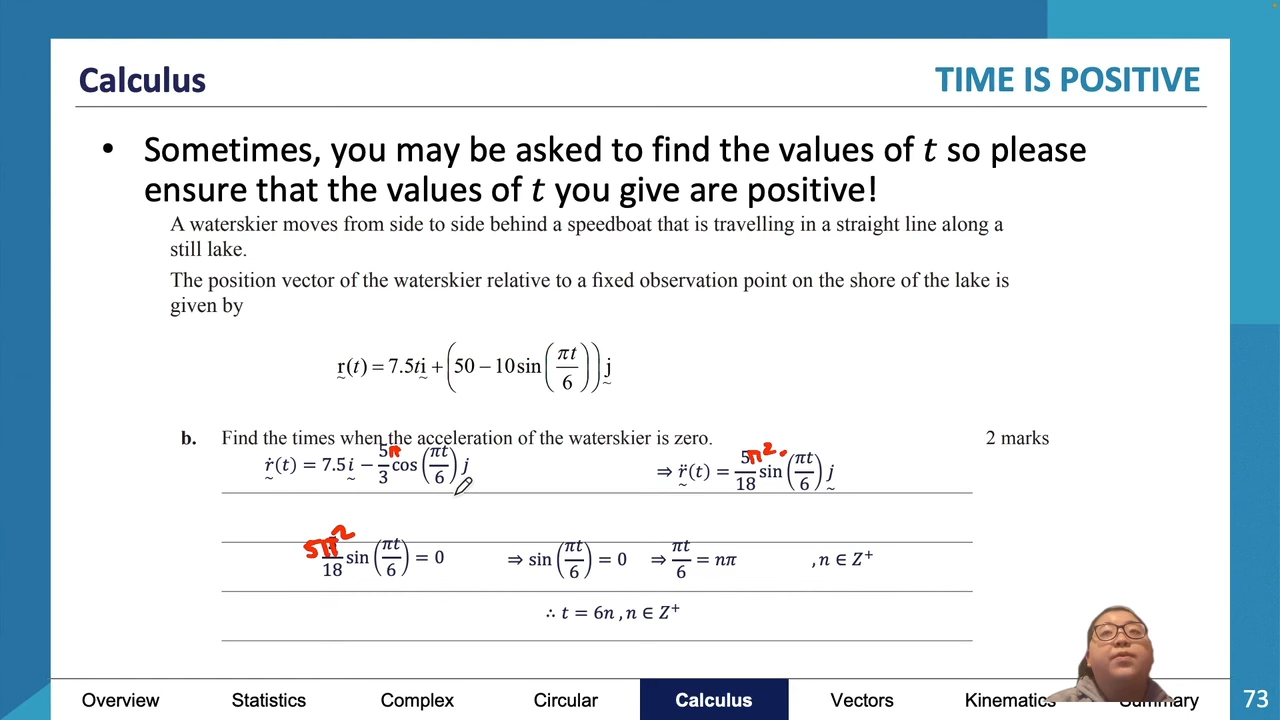 Calculus
TIME IS POSITIVE
• Sometimes, you may be asked to find the values of t so please
ensure that the values of t you give are positive!
A waterskier moves from side to side behind a speedboat that is travelling in a straight line along a
still lake.
The position vector of the waterskier relative to a fixed observation point on the shore of the lake is
given by
r(t) = 7.5ti + (50 − 10 sin(πt/6)) j
b. Find the times when the acceleration of the waterskier is zero. 2 marks
ṙ(t) = 7.5i − 5π/3 cos(πt/6) j ⇒ r̈(t) = 5π²/18 sin(πt/6) j
5π²/18 sin(πt/6) = 0 ⇒ sin(πt/6) = 0 ⇒ πt/6 = nπ , n ∈ Z⁺
∴ t = 6n , n ∈ Z⁺
Overview Statistics Complex Circular Calculus Vectors Kinematics Summary
73